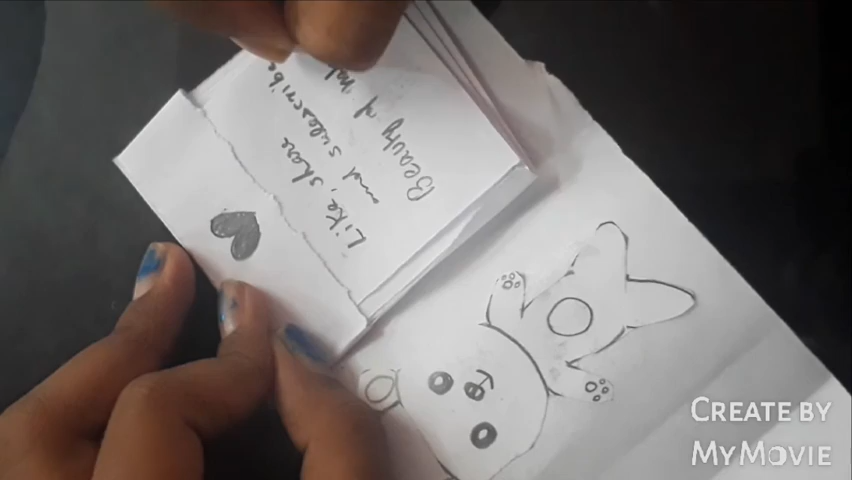 Like, share
and subscribe
Beauty of
CREATE BY
MYMOVIE